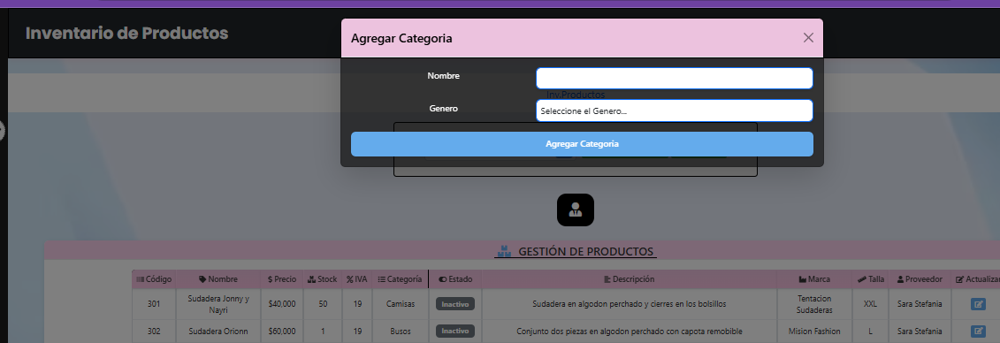 Inventario de Productos
Agregar Categoria
Nombre
Inv.Productos
Genero
Seleccione el Genero...
Agregar Categoria
GESTIÓN DE PRODUCTOS
Código Nombre $ Precio Stock % IVA Categoría Estado Descripción Marca Talla Proveedor Actualizar
301 Sudadera Jonny y Nayri $40,000 50 19 Camisas Inactivo Sudadera en algodon perchado y cierres en los bolsillos Tentacion Sudaderas XXL Sara Stefania
302 Sudadera Orionn $60,000 1 19 Busos Inactivo Conjunto dos piezas en algodon perchado con capota remobible Mision Fashion L Sara Stefania